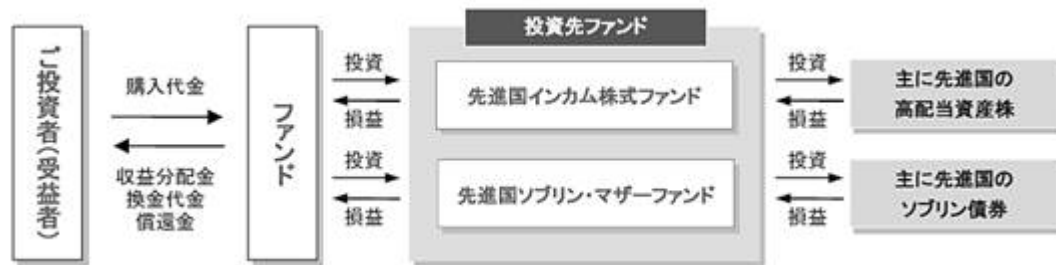 ご投資者(受益者)
購入代金
収益分配金
換金代金
償還金
ファンド
投資
損益
投資
損益
投資先ファンド
先進国インカム株式ファンド
先進国ソブリン・マザーファンド
投資
損益
投資
損益
主に先進国の
高配当資産株
主に先進国の
ソブリン債券